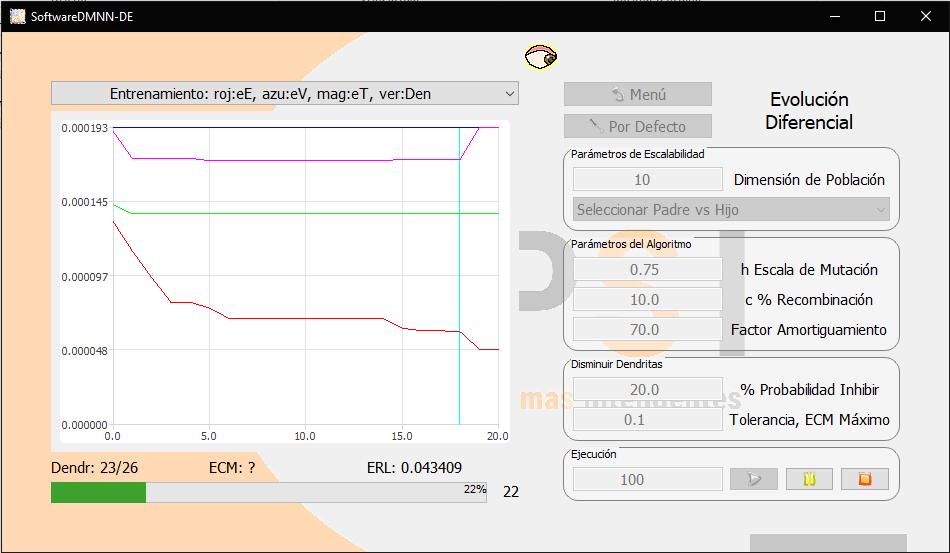 SoftwareDMNN-DE
Entrenamiento: roj:eE, azu:eV, mag:eT, ver:Den
Menú
Por Defecto
Evolución
Diferencial
0.000193
0.000145
0.000097
0.000048
0.000000
0.0
5.0
10.0
15.0
20.0
Parámetros de Escalabilidad
10
Dimensión de Población
Seleccionar Padre vs Hijo
Parámetros del Algoritmo
0.75
h Escala de Mutación
10.0
c % Recombinación
70.0
Factor Amortiguamiento
Disminuir Dendritas
20.0
% Probabilidad Inhibir
0.1
Tolerancia, ECM Máximo
Ejecución
100
Dendr: 23/26
ECM: ?
ERL: 0.043409
22%
22